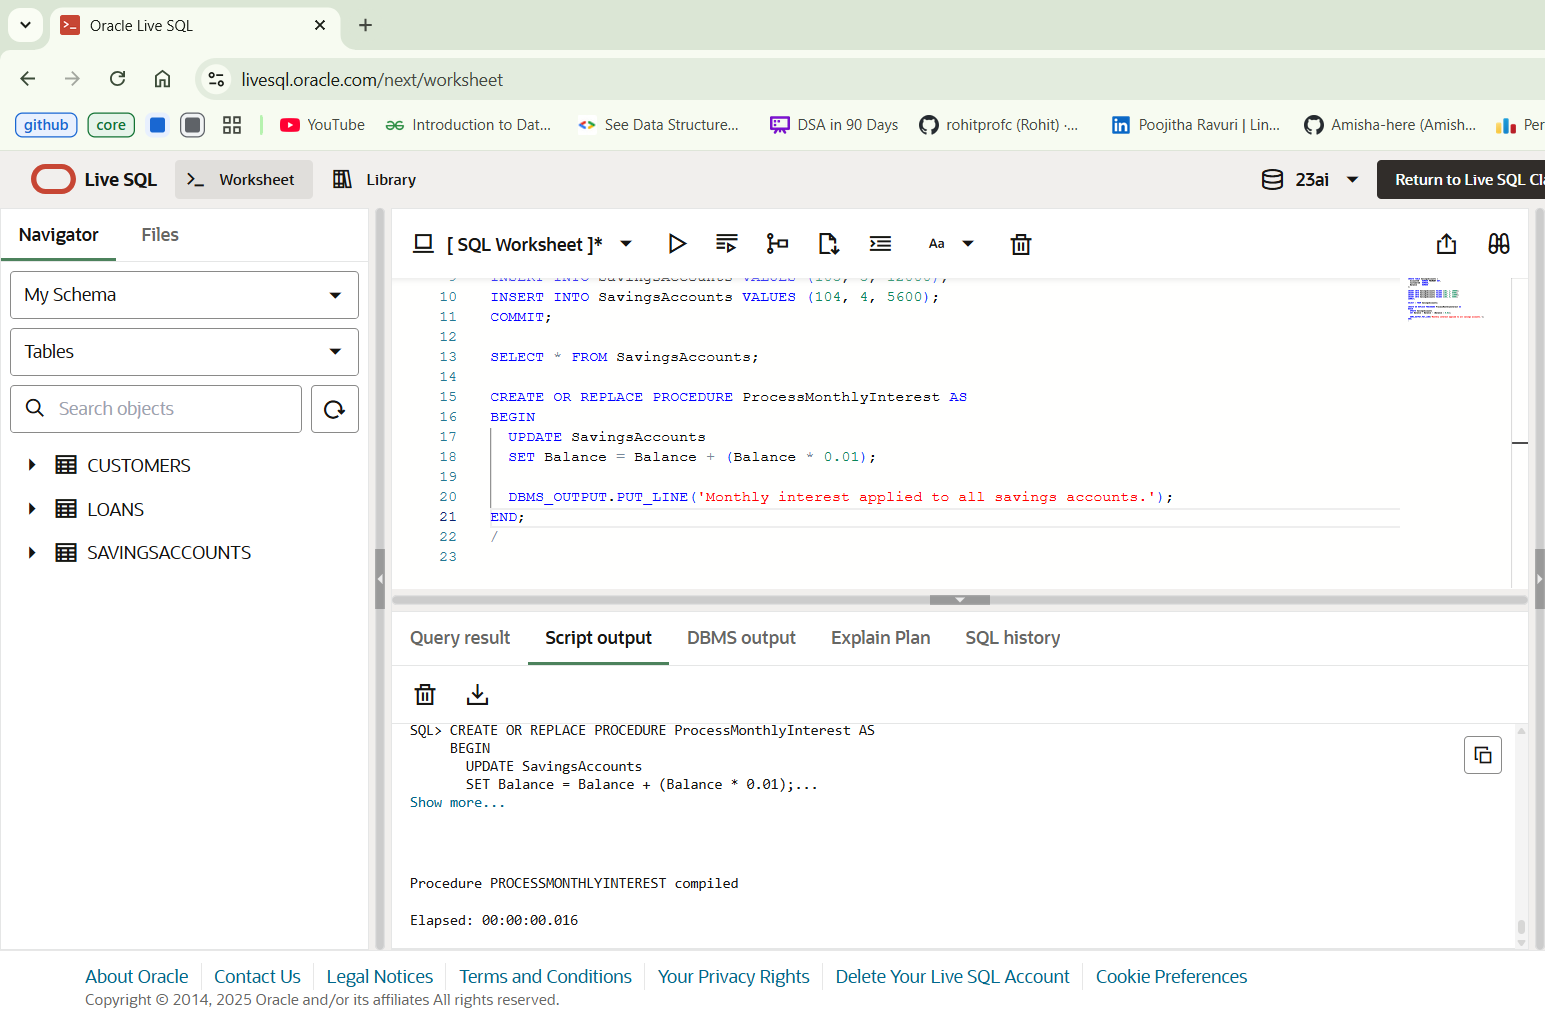 Oracle Live SQL
livesql.oracle.com/next/worksheet
github core YouTube Introduction to Dat... See Data Structure... DSA in 90 Days rohitprofc (Rohit) ·... Poojitha Ravuri | Lin... Amisha-here (Amish... Per
Live SQL Worksheet Library 23ai Return to Live SQL Cla
Navigator Files
[ SQL Worksheet ]* Aa
My Schema
Tables
Search objects
CUSTOMERS
LOANS
SAVINGSACCOUNTS
9 INSERT INTO SavingsAccounts VALUES (103, 3, 12000);
10 INSERT INTO SavingsAccounts VALUES (104, 4, 5600);
11 COMMIT;
12
13 SELECT * FROM SavingsAccounts;
14
15 CREATE OR REPLACE PROCEDURE ProcessMonthlyInterest AS
16 BEGIN
17 UPDATE SavingsAccounts
18 SET Balance = Balance + (Balance * 0.01);
19
20 DBMS_OUTPUT.PUT_LINE('Monthly interest applied to all savings accounts.');
21 END;
22 /
23
Query result Script output DBMS output Explain Plan SQL history
SQL> CREATE OR REPLACE PROCEDURE ProcessMonthlyInterest AS
BEGIN
UPDATE SavingsAccounts
SET Balance = Balance + (Balance * 0.01);...
Show more...
Procedure PROCESSMONTHLYINTEREST compiled
Elapsed: 00:00:00.016
About Oracle Contact Us Legal Notices Terms and Conditions Your Privacy Rights Delete Your Live SQL Account Cookie Preferences
Copyright © 2014, 2025 Oracle and/or its affiliates All rights reserved.